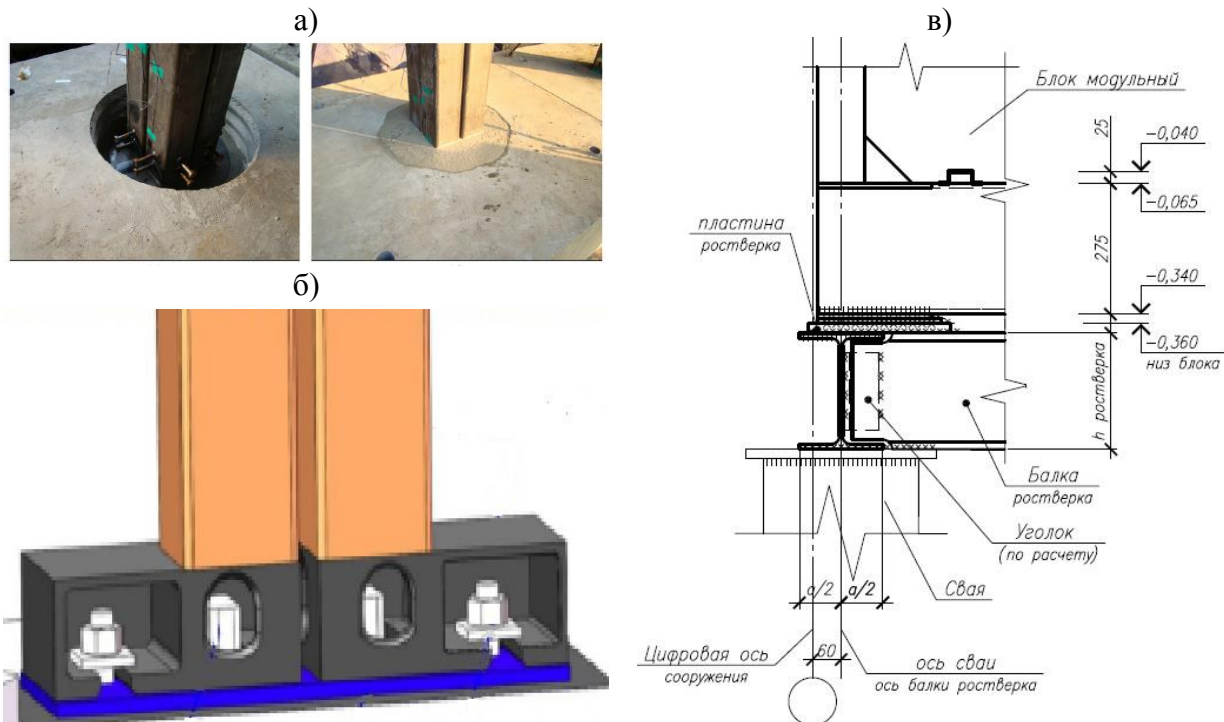 а)
в)
б)
Блок модульный
25
-0,040
-0,065
пластина
ростверка
275
-0,340
-0,360
низ блока
h ростверка
Балка
ростверка
Уголок
(по расчету)
Свая
a/2
a/2
Цифровая ось
сооружения
60
ось сваи
ось балки ростверка